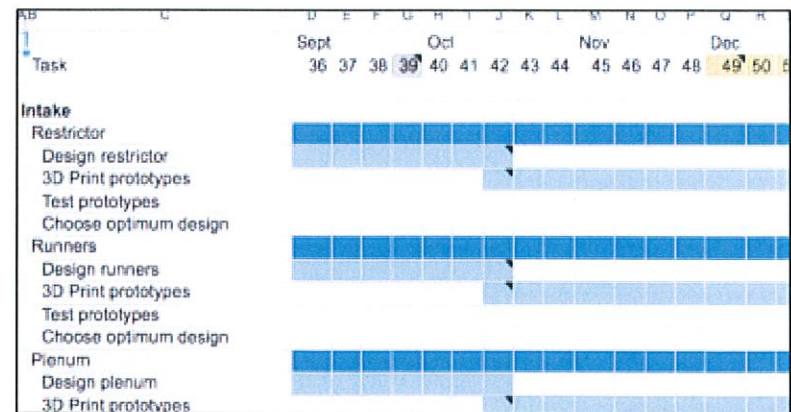 AB C D E F G H I J K L M N O P Q R
1 Sept Oct Nov Dec
Task 36 37 38 39 40 41 42 43 44 45 46 47 48 49 50
Intake
Restrictor
Design restrictor
3D Print prototypes
Test prototypes
Choose optimum design
Runners
Design runners
3D Print prototypes
Test prototypes
Choose optimum design
Plenum
Design plenum
3D Print prototypes